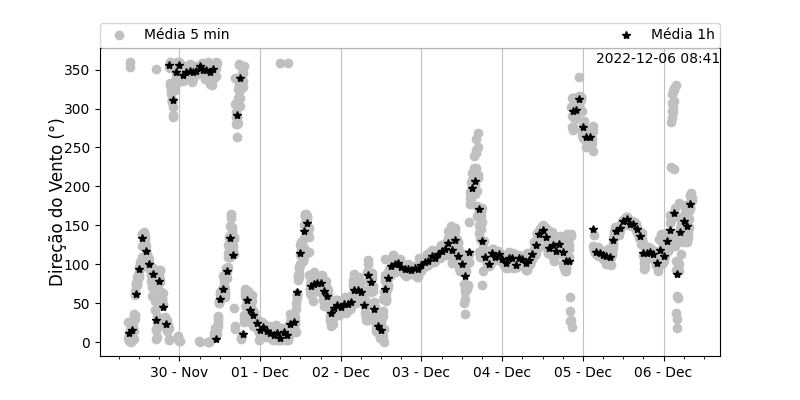 Média 5 min
Média 1h
2022-12-06 08:41
Direção do Vento (°)
350
300
250
200
150
100
50
0
30 - Nov
01 - Dec
02 - Dec
03 - Dec
04 - Dec
05 - Dec
06 - Dec